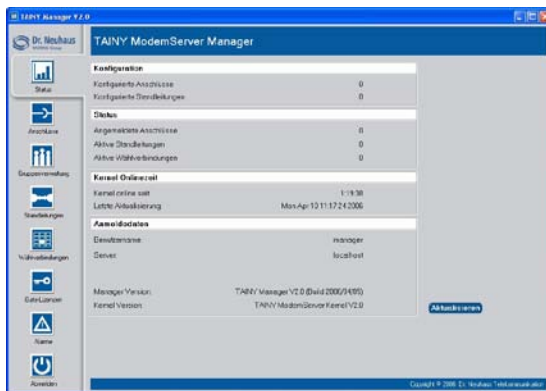 TAINY Manager V2.0
Dr. Neuhaus
TAINY ModemServer Manager
Status
Anschlüsse
Gruppenverwaltung
Standleitungen
Wählverbindungen
Gate-Lizenzen
Alarme
Abmelden
Konfiguration
Konfigurierte Anschlüsse 0
Konfigurierte Standleitungen 0
Status
Angemeldete Anschlüsse 0
Aktive Standleitungen 0
Aktive Wählverbindungen 0
Kernel Onlinezeit
Kernel online seit 1:19:38
Letzte Aktualisierung Mon Apr 10 11:17:24 2006
Anmeldedaten
Benutzername manager
Server localhost
Manager Version: TAINY Manager V2.0 (Build 2006/04/05)
Kernel Version: TAINY ModemServer Kernel V2.0
Aktualisieren
Copyright © 2006 Dr. Neuhaus Telekommunikation